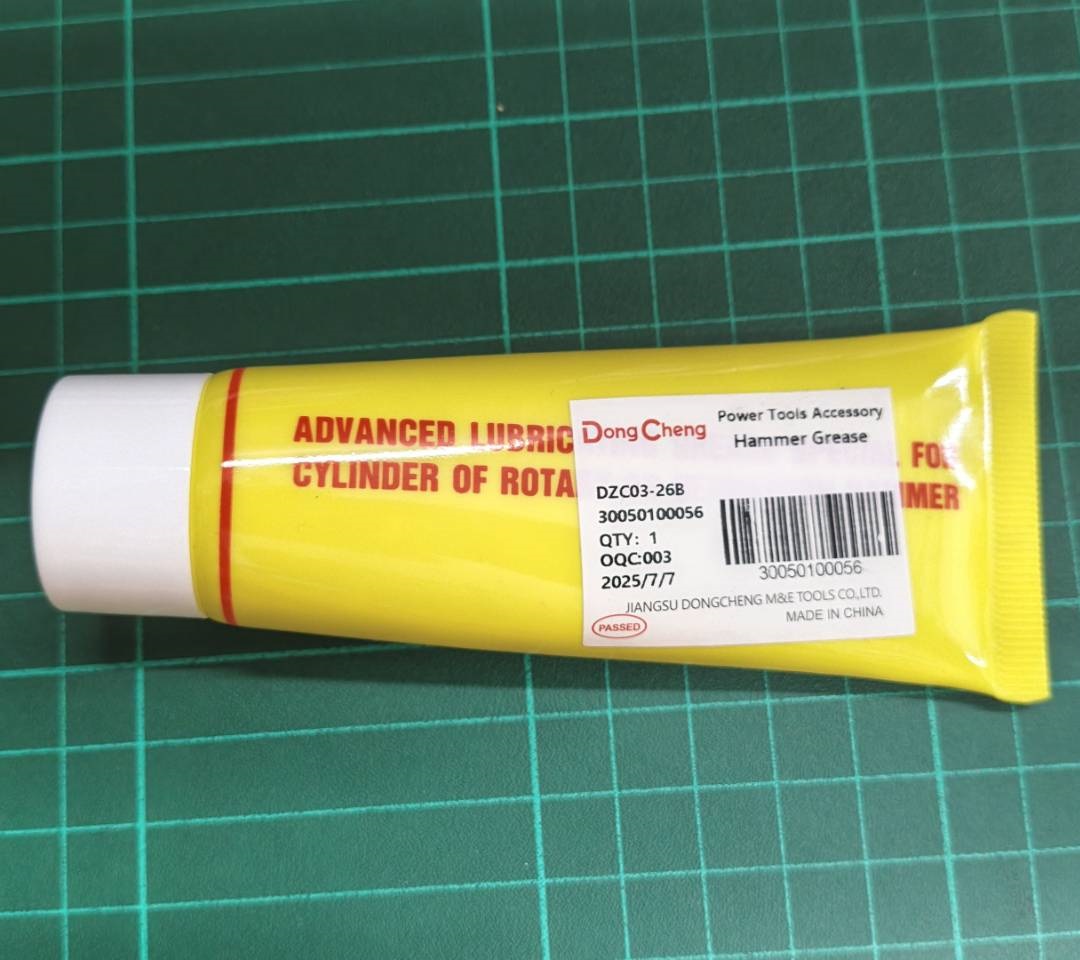 ADVANCED LUBRIC SPECIAL FOR
CYLINDER OF ROTA MMER
DongCheng
Power Tools Accessory
Hammer Grease
DZC03-26B
30050100056
QTY: 1
OQC:003
2025/7/7
30050100056
JIANGSU DONGCHENG M&E TOOLS CO.,LTD.
MADE IN CHINA
PASSED